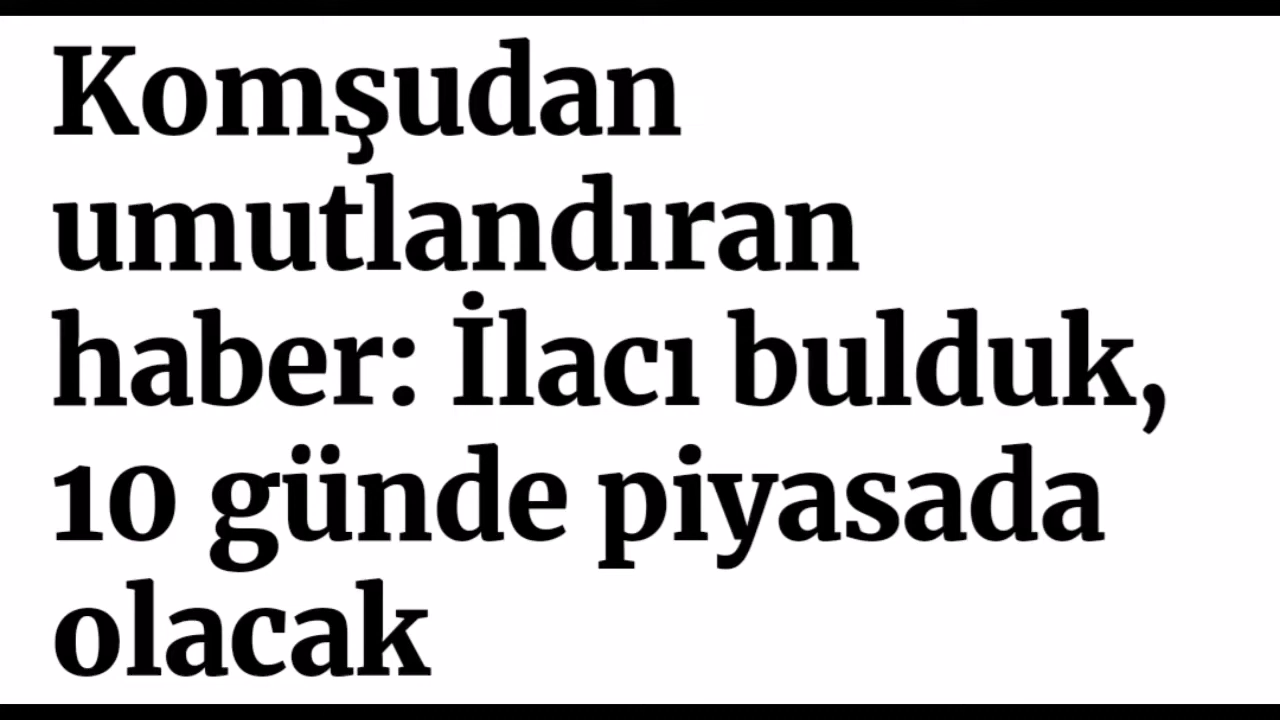 Komşudan
umutlandıran
haber: İlacı bulduk,
10 günde piyasada
olacak